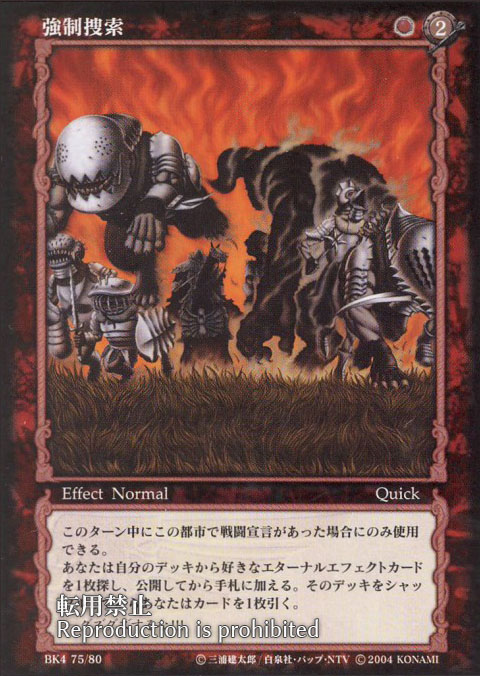 強制捜索
2
Effect Normal
Quick
このターン中にこの都市で戦闘宣言があった場合にのみ使用
できる。
あなたは自分のデッキから好きなエターナルエフェクトカード
を1枚探し、公開してから手札に加える。そのデッキをシャッ
あなたはカードを1枚引く。
転用禁止
Reproduction is prohibited
BK4 75/80
©三浦建太郎/白泉社・バップ・NTV
©2004 KONAMI